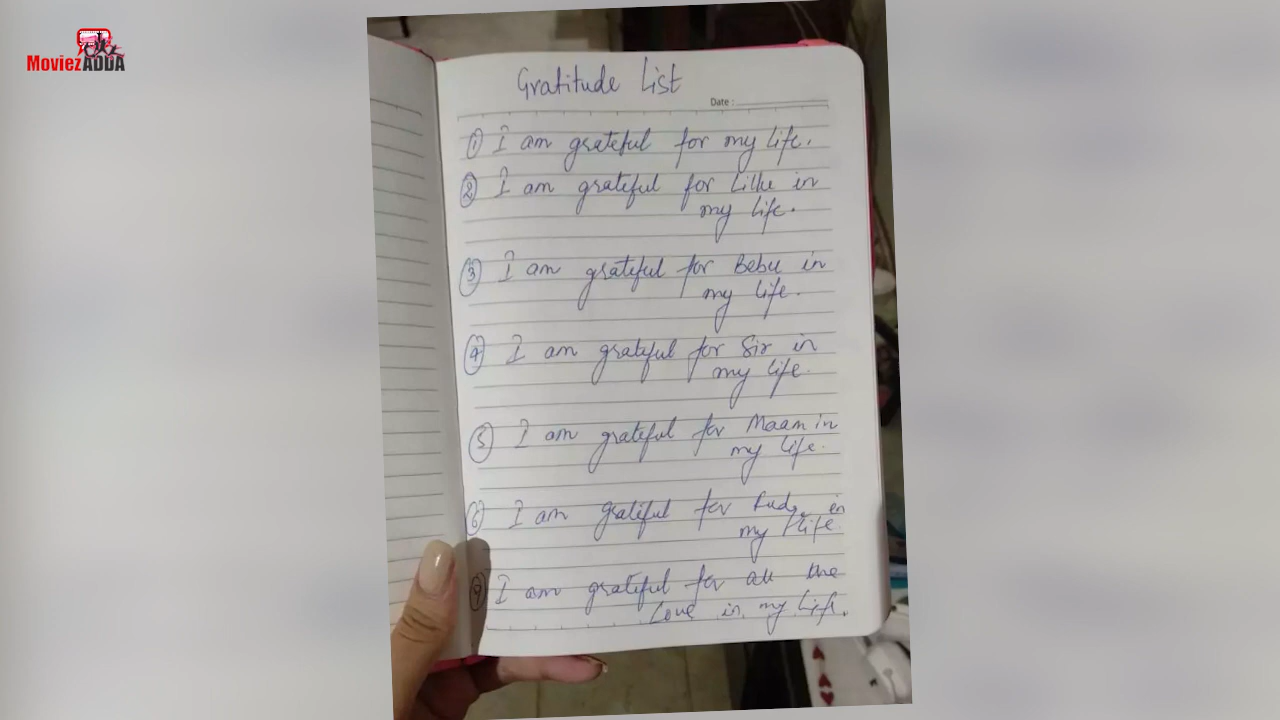 MoviezADDA
Gratitude List
Date :
① I am grateful for my life.
② I am grateful for Lillu in
my life.
③ I am grateful for Bebu in
my life.
④ I am grateful for Sir in
my life.
⑤ I am grateful for Maam in
my life.
⑥ I am grateful for in
my life
I am grateful for all the
Love in my Life.